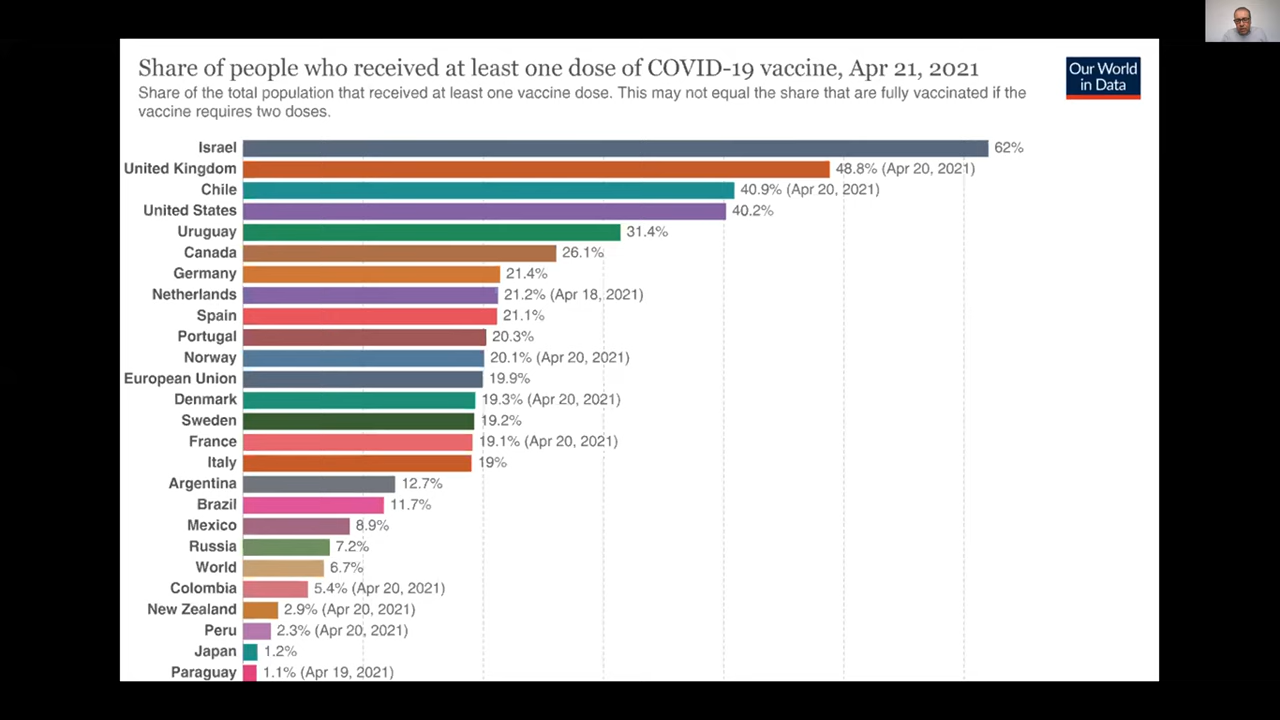 Share of people who received at least one dose of COVID-19 vaccine, Apr 21, 2021
Our World
in Data
Share of the total population that received at least one vaccine dose. This may not equal the share that are fully vaccinated if the
vaccine requires two doses.
Israel 62%
United Kingdom 48.8% (Apr 20, 2021)
Chile 40.9% (Apr 20, 2021)
United States 40.2%
Uruguay 31.4%
Canada 26.1%
Germany 21.4%
Netherlands 21.2% (Apr 18, 2021)
Spain 21.1%
Portugal 20.3%
Norway 20.1% (Apr 20, 2021)
European Union 19.9%
Denmark 19.3% (Apr 20, 2021)
Sweden 19.2%
France 19.1% (Apr 20, 2021)
Italy 19%
Argentina 12.7%
Brazil 11.7%
Mexico 8.9%
Russia 7.2%
World 6.7%
Colombia 5.4% (Apr 20, 2021)
New Zealand 2.9% (Apr 20, 2021)
Peru 2.3% (Apr 20, 2021)
Japan 1.2%
Paraguay 1.1% (Apr 19, 2021)